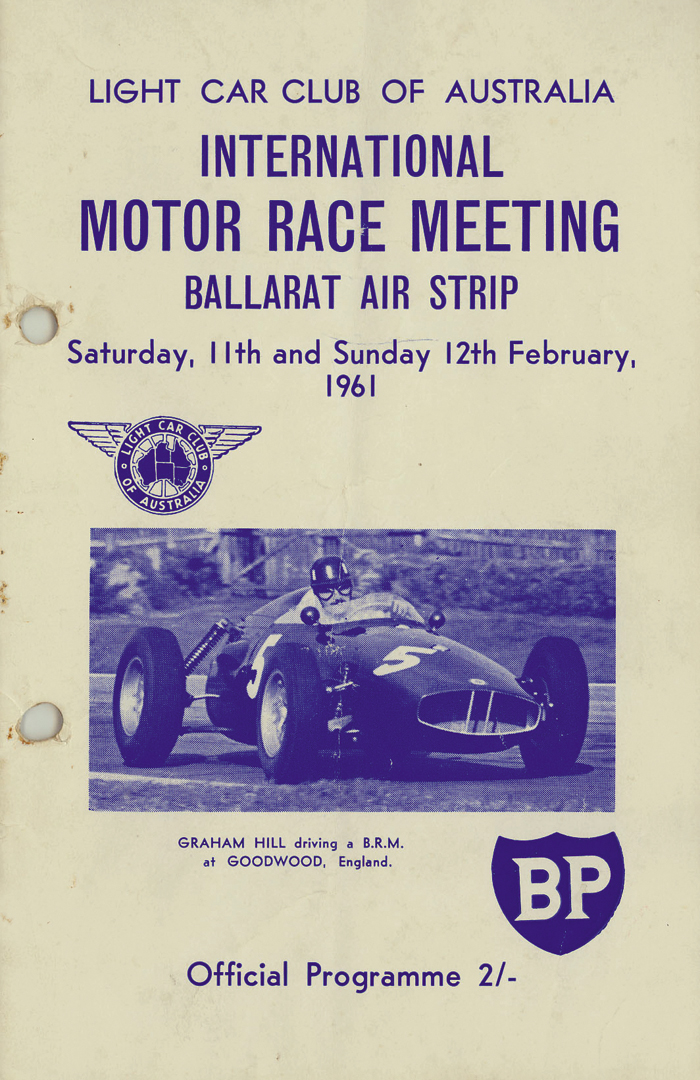 LIGHT CAR CLUB OF AUSTRALIA
INTERNATIONAL
MOTOR RACE MEETING
BALLARAT AIR STRIP
Saturday, 11th and Sunday 12th February,
1961
LIGHT CAR CLUB
OF AUSTRALIA
5
5
GRAHAM HILL driving a B.R.M.
at GOODWOOD, England.
BP
Official Programme 2/-